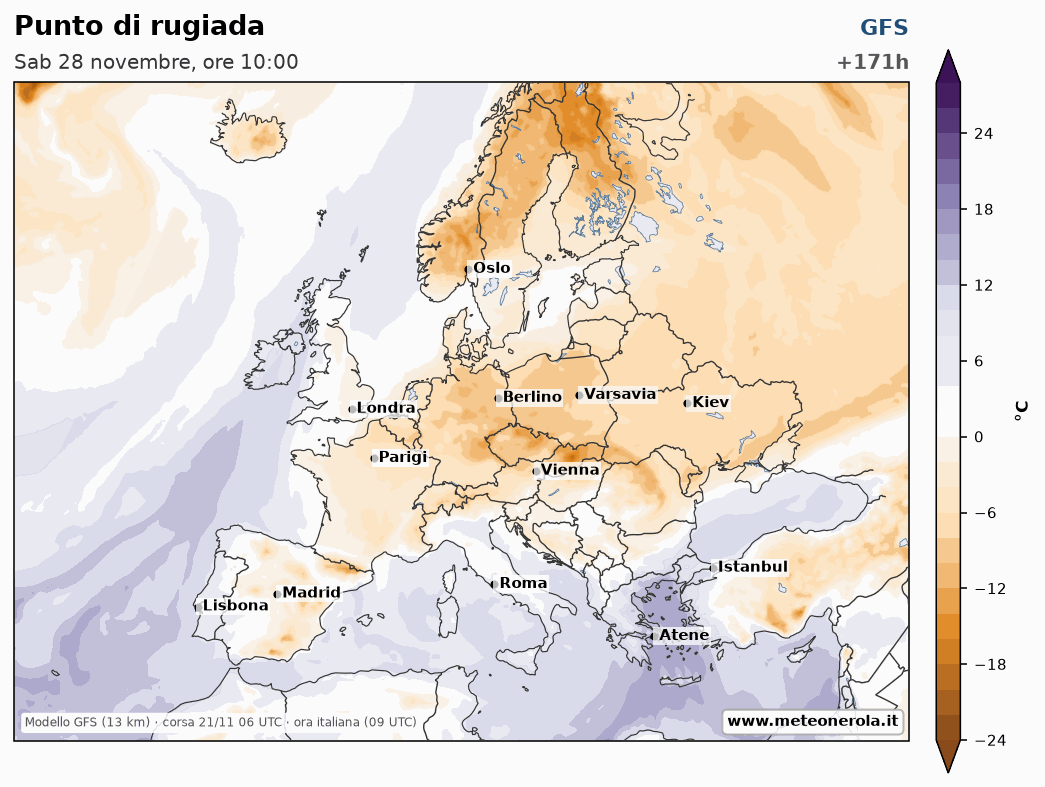 Punto di rugiada
GFS
Sab 28 novembre, ore 10:00
+171h
Oslo
Berlino
Varsavia
Kiev
Londra
Parigi
Vienna
Istanbul
Roma
Madrid
Lisbona
Atene
24
18
12
6
0
−6
−12
−18
−24
°C
Modello GFS (13 km) · corsa 21/11 06 UTC · ora italiana (09 UTC)
www.meteonerola.it